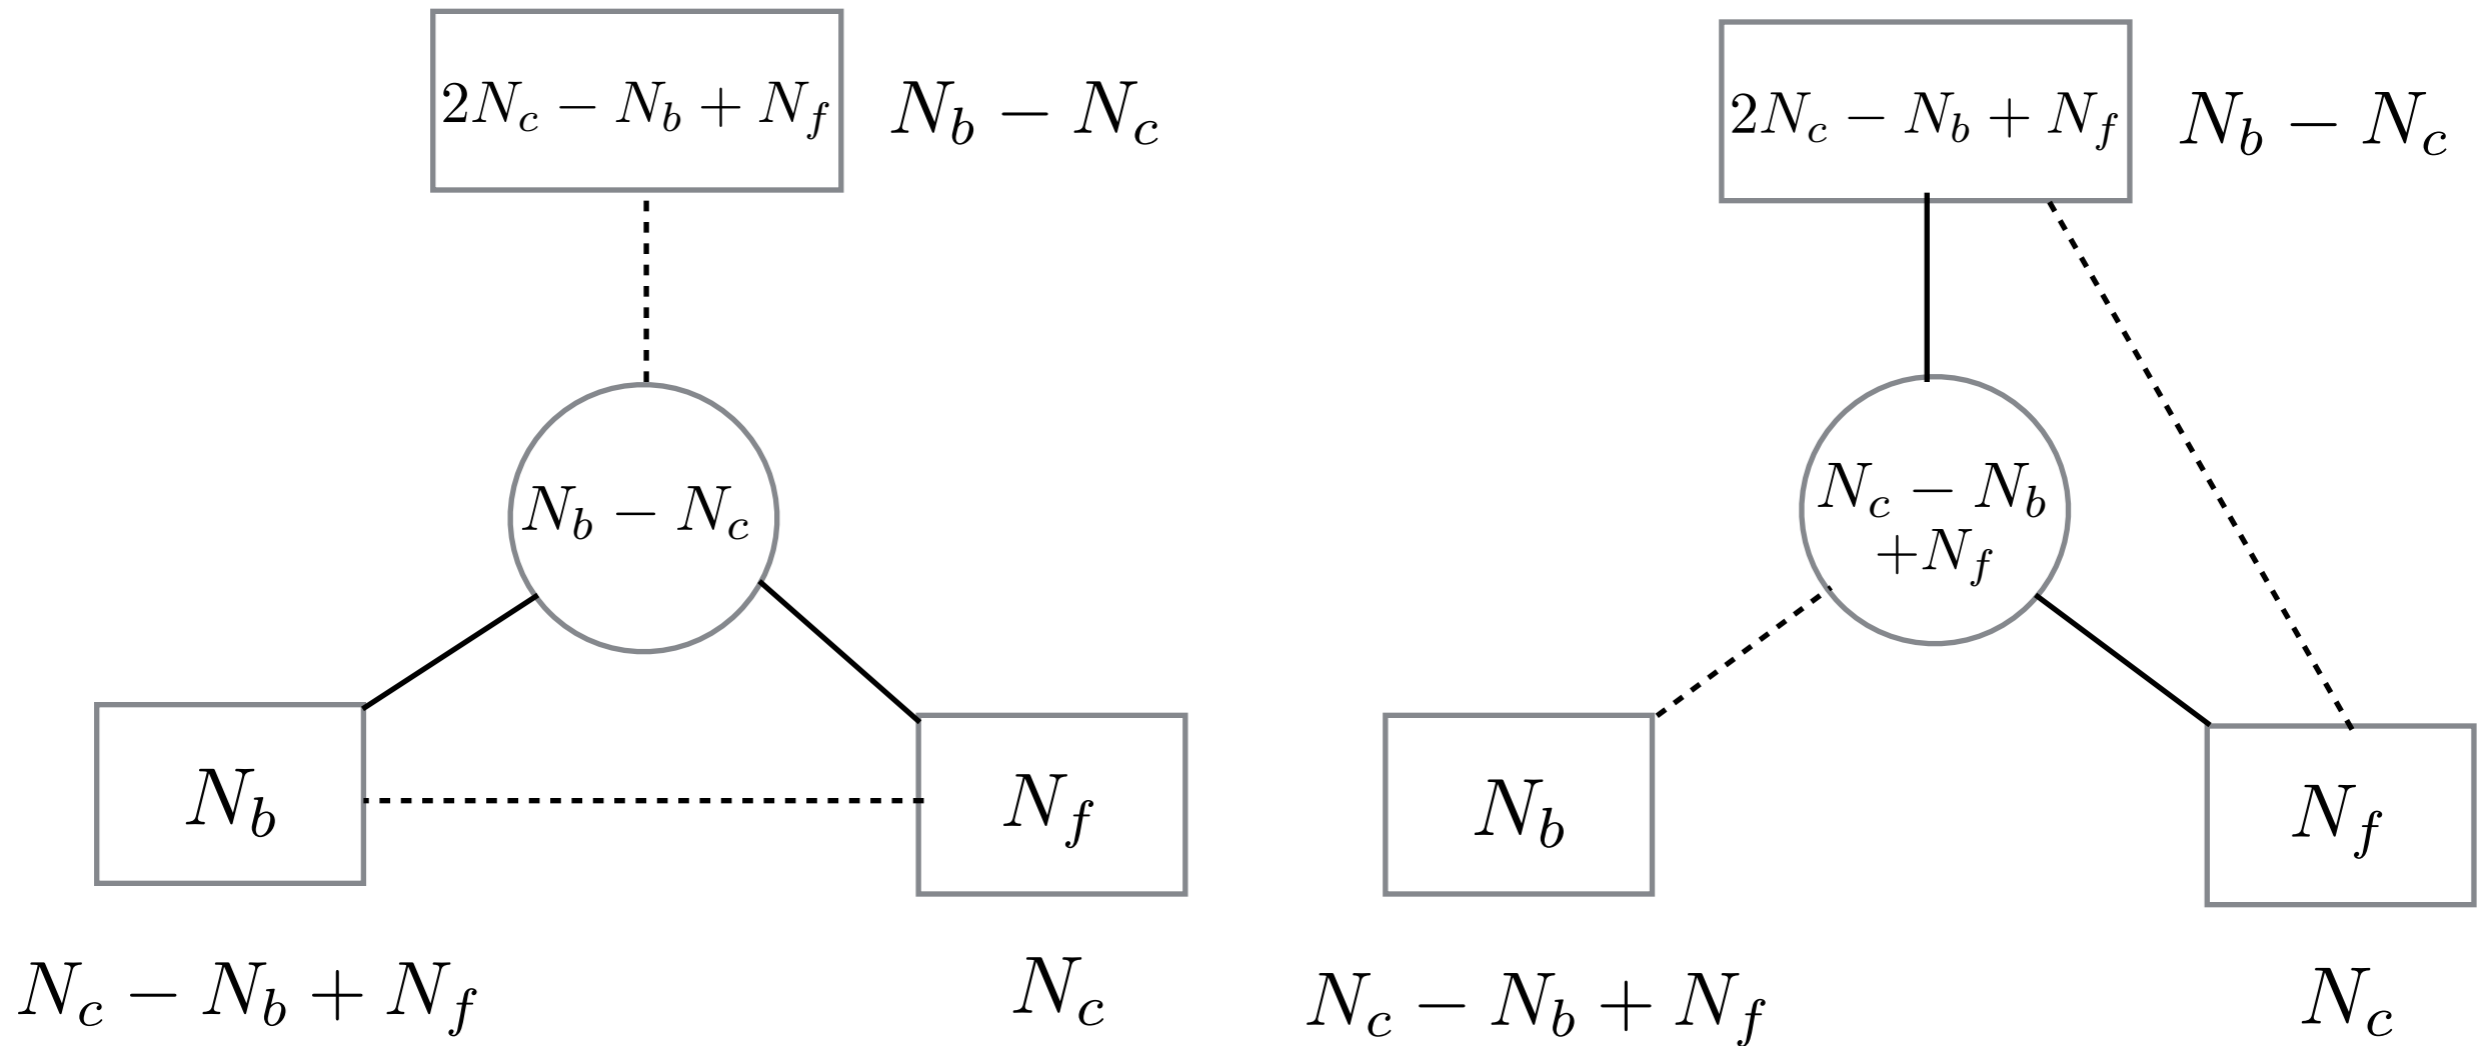 2N_c − N_b + N_f
N_b − N_c
N_b − N_c
N_b
N_f
N_c − N_b + N_f
N_c
2N_c − N_b + N_f
N_b − N_c
N_c − N_b
+N_f
N_b
N_f
N_c − N_b + N_f
N_c